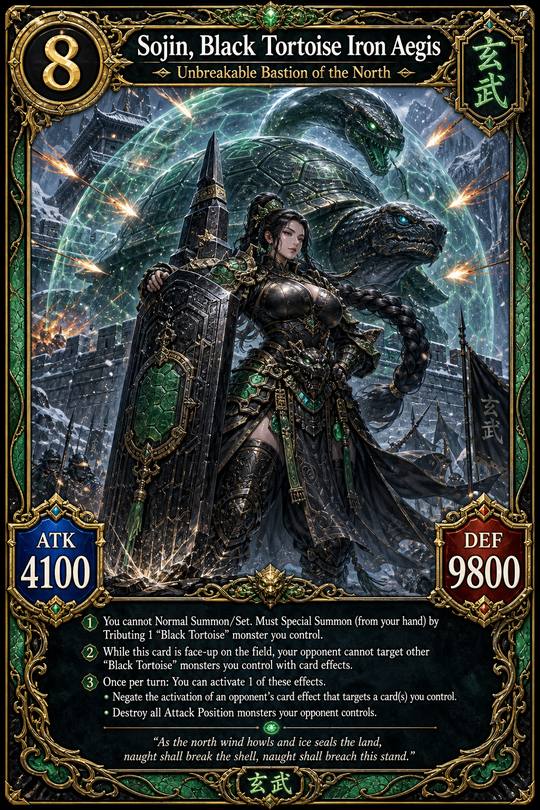 8
Sojin, Black Tortoise Iron Aegis
Unbreakable Bastion of the North
玄武
玄武
ATK
4100
DEF
9800
1 You cannot Normal Summon/Set. Must Special Summon (from your hand) by
Tributing 1 “Black Tortoise” monster you control.
2 While this card is face-up on the field, your opponent cannot target other
“Black Tortoise” monsters you control with card effects.
3 Once per turn: You can activate 1 of these effects.
• Negate the activation of an opponent's card effect that targets a card(s) you control.
• Destroy all Attack Position monsters your opponent controls.
“As the north wind howls and ice seals the land,
naught shall break the shell, naught shall breach this stand.”
玄武